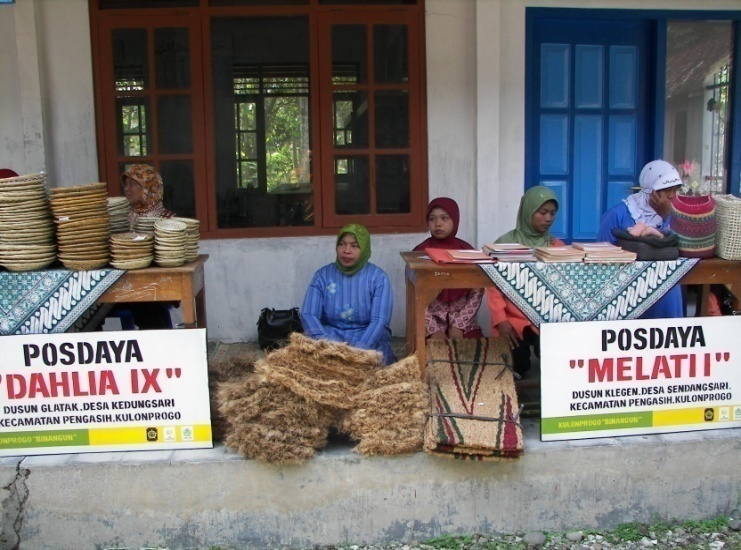 POSDAYA
"DAHLIA IX"
DUSUN GLATAK.DESA KEDUNGSARI
KECAMATAN PENGASIH.KULONPROGO
KULONPROGO "BINANGUN"
POSDAYA
"MELATI I"
DUSUN KLEGEN.DESA SENDANGSARI.
KECAMATAN PENGASIH.KULONPROGO
KULONPROGO "BINANGUN"